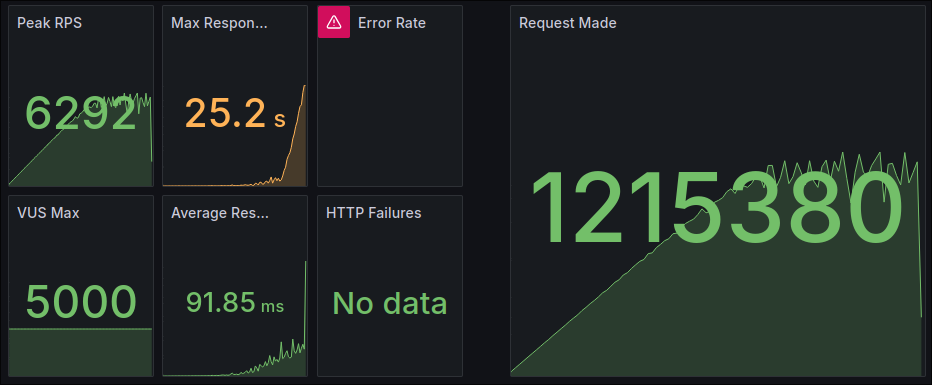 Peak RPS
6292
Max Respon...
25.2 s
Error Rate
Request Made
1215380
VUS Max
5000
Average Res...
91.85 ms
HTTP Failures
No data